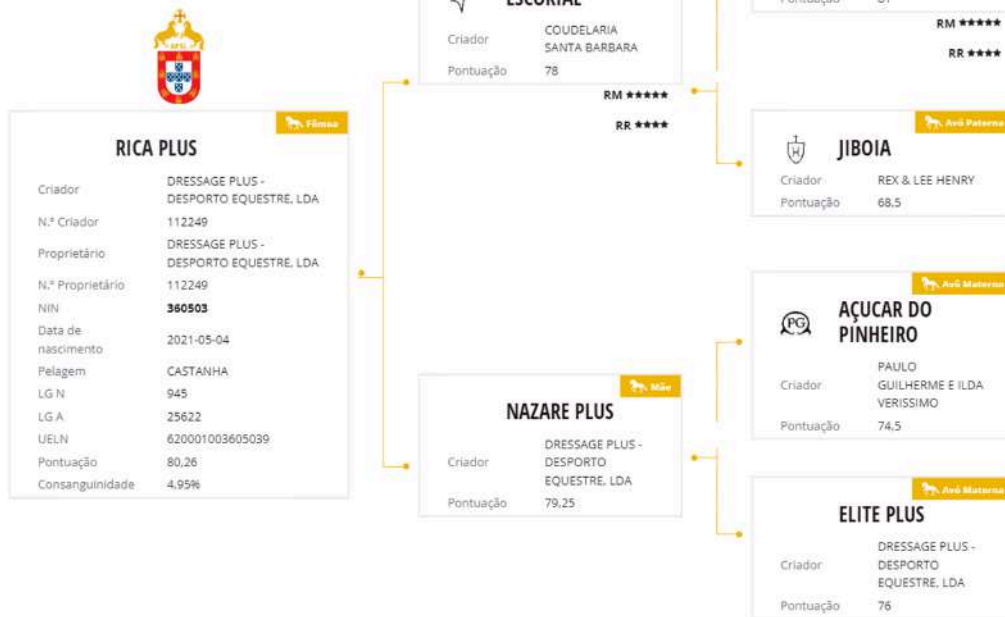 ESCORIAL
Criador
COUDELARIA
SANTA BARBARA
Pontuação 78
RM *****
RR ****
RM *****
RR ****
Fêmea
RICA PLUS
Criador
DRESSAGE PLUS -
DESPORTO EQUESTRE, LDA
N.º Criador 112249
Proprietário
DRESSAGE PLUS -
DESPORTO EQUESTRE, LDA
N.º Proprietário 112249
NIN 360503
Data de
nascimento
2021-05-04
Pelagem CASTANHA
LG N 945
LG A 25622
UELN 620001003605039
Pontuação 80,26
Consanguinidade 4,95%
Avó Paterna
JIBOIA
Criador REX & LEE HENRY
Pontuação 68,5
Avô Materno
PG
AÇUCAR DO
PINHEIRO
Criador
PAULO
GUILHERME E ILDA
VERISSIMO
Pontuação 74,5
Mãe
NAZARE PLUS
Criador
DRESSAGE PLUS -
DESPORTO
EQUESTRE, LDA
Pontuação 79,25
Avó Materna
ELITE PLUS
Criador
DRESSAGE PLUS -
DESPORTO
EQUESTRE, LDA
Pontuação 76